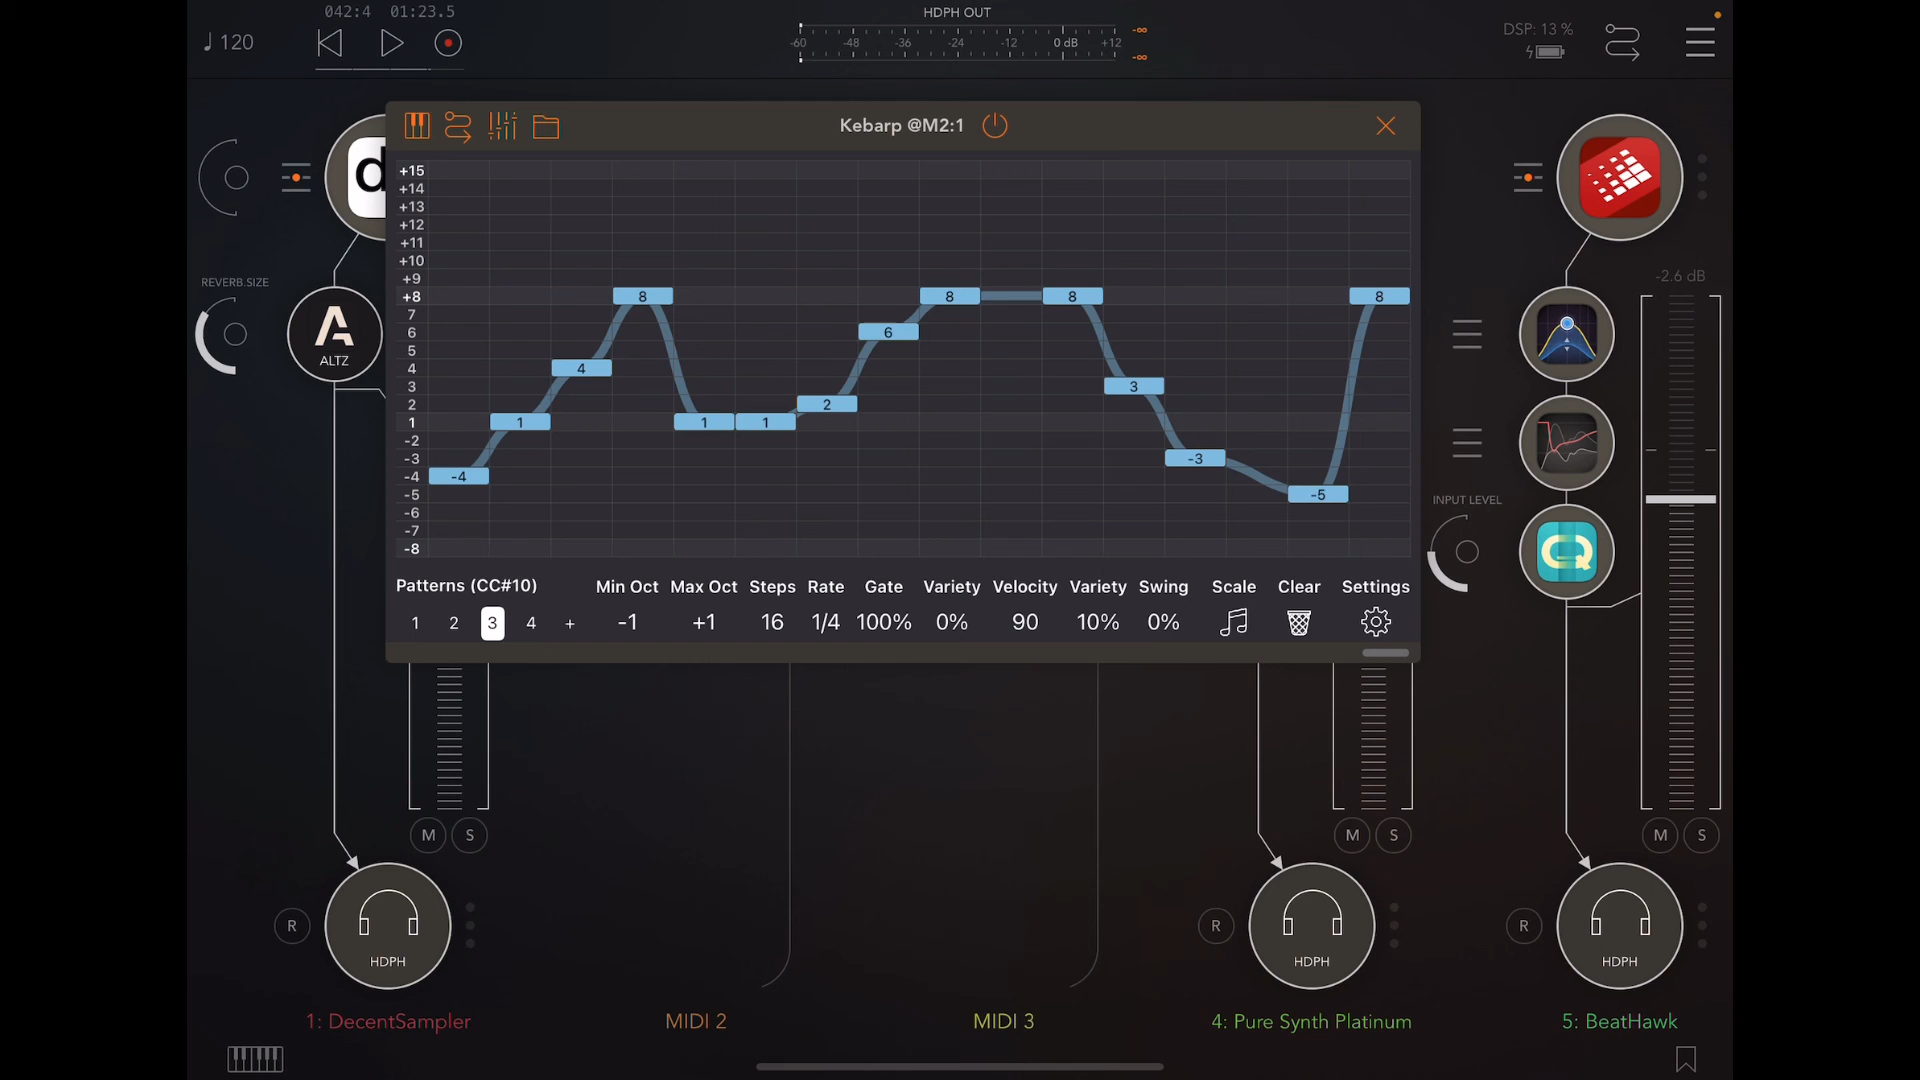 042:4 01:23.5
♩ 120
HDPH OUT
-60 -48 -36 -24 -12 0 dB +12
-∞
-∞
DSP: 13 %
Kebarp @M2:1
d
REVERB SIZE
ALTZ
+15
+14
+13
+12
+11
+10
+9
+8
7
6
5
4
3
2
1
-2
-3
-4
-5
-6
-7
-8
-4 1 4 8 1 1 2 6 8 8 3 -3 -5 8
Patterns (CC#10) Min Oct Max Oct Steps Rate Gate Variety Velocity Variety Swing Scale Clear Settings
1 2 3 4 + -1 +1 16 1/4 100% 0% 90 10% 0%
-2.6 dB
INPUT LEVEL
M S M S M S
R HDPH R HDPH R HDPH
1: DecentSampler MIDI 2 MIDI 3 4: Pure Synth Platinum 5: BeatHawk